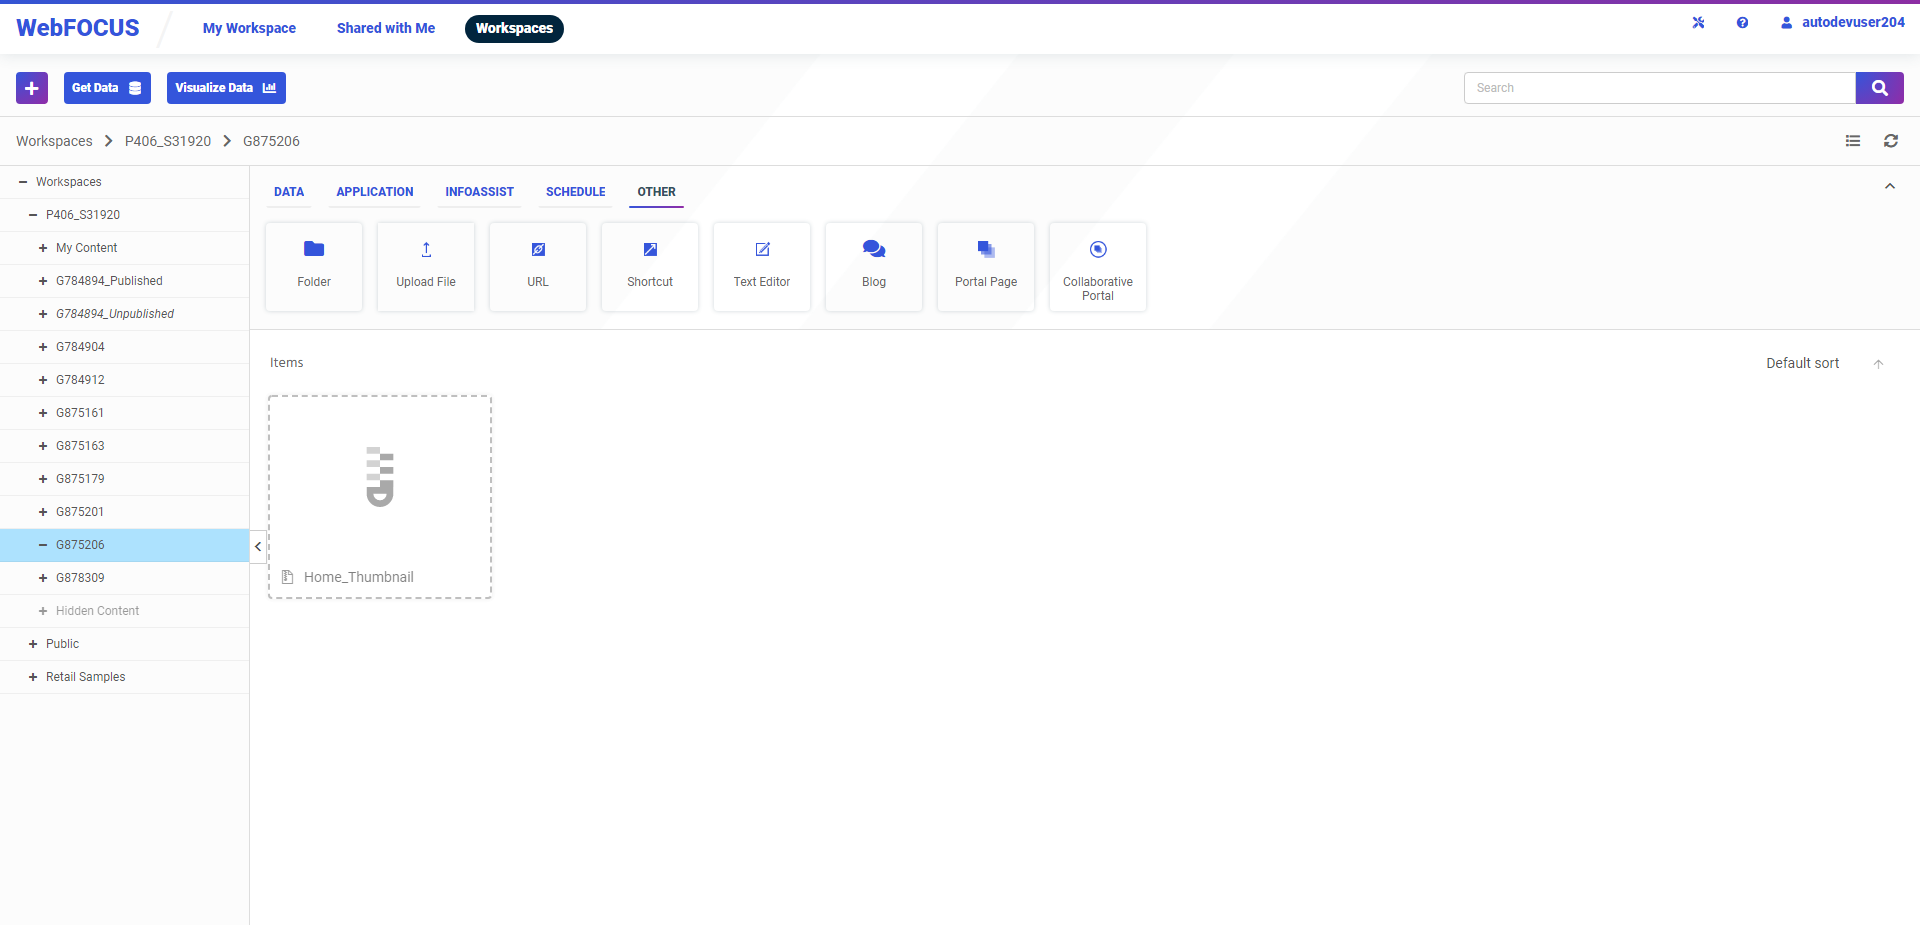 WebFOCUS
My Workspace
Shared with Me
Workspaces
autodevuser204
Get Data
Visualize Data
Search
Workspaces
P406_S31920
G875206
Workspaces
P406_S31920
My Content
G784894_Published
G784894_Unpublished
G784904
G784912
G875161
G875163
G875179
G875201
G875206
G878309
Hidden Content
Public
Retail Samples
DATA
APPLICATION
INFOASSIST
SCHEDULE
OTHER
Folder
Upload File
URL
Shortcut
Text Editor
Blog
Portal Page
Collaborative
Portal
Items
Default sort
Home_Thumbnail